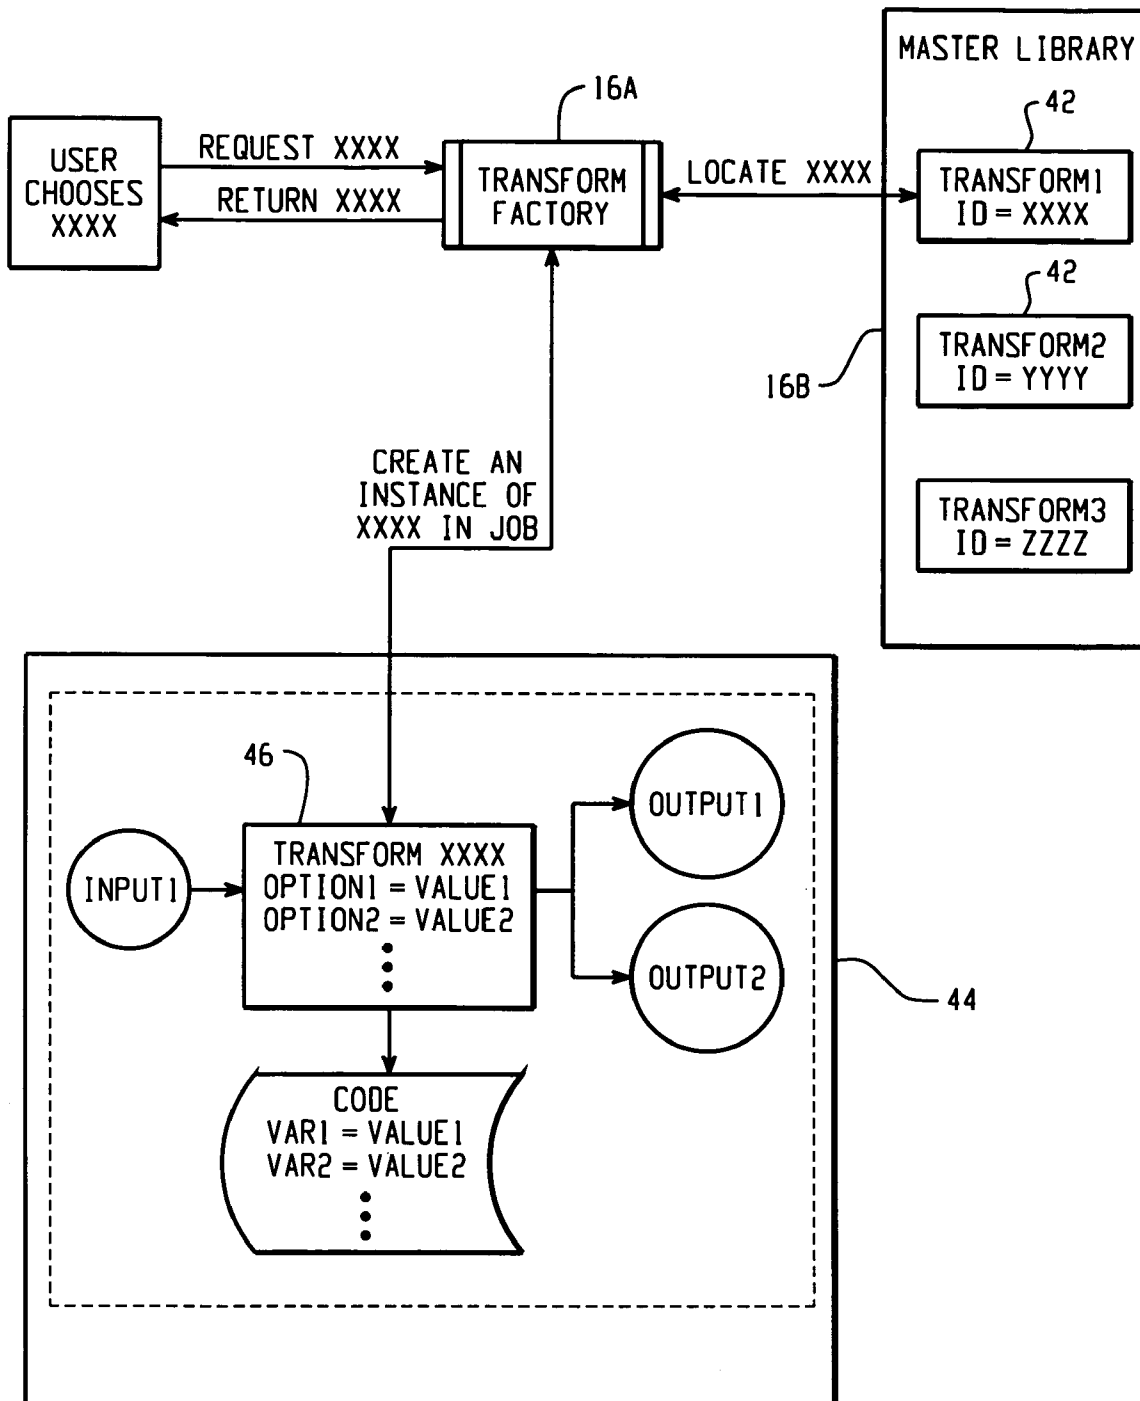 MASTER LIBRARY
16A
42
USER
CHOOSES
XXXX
REQUEST XXXX
RETURN XXXX
TRANSFORM
FACTORY
LOCATE XXXX
TRANSFORM1
ID = XXXX
42
TRANSFORM2
ID = YYYY
16B
CREATE AN
INSTANCE OF
XXXX IN JOB
TRANSFORM3
ID = ZZZZ
46
INPUT1
TRANSFORM XXXX
OPTION1 = VALUE1
OPTION2 = VALUE2
OUTPUT1
OUTPUT2
44
CODE
VAR1 = VALUE1
VAR2 = VALUE2